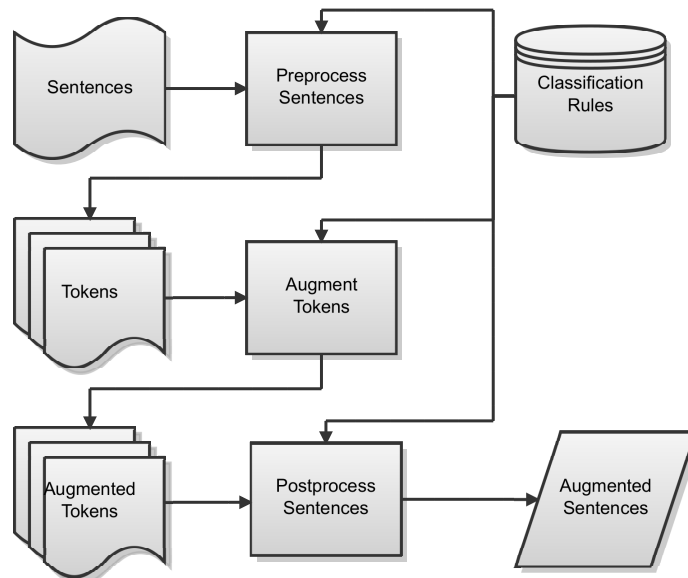 Sentences
Preprocess
Sentences
Classification
Rules
Tokens
Augment
Tokens
Augmented
Tokens
Postprocess
Sentences
Augmented
Sentences